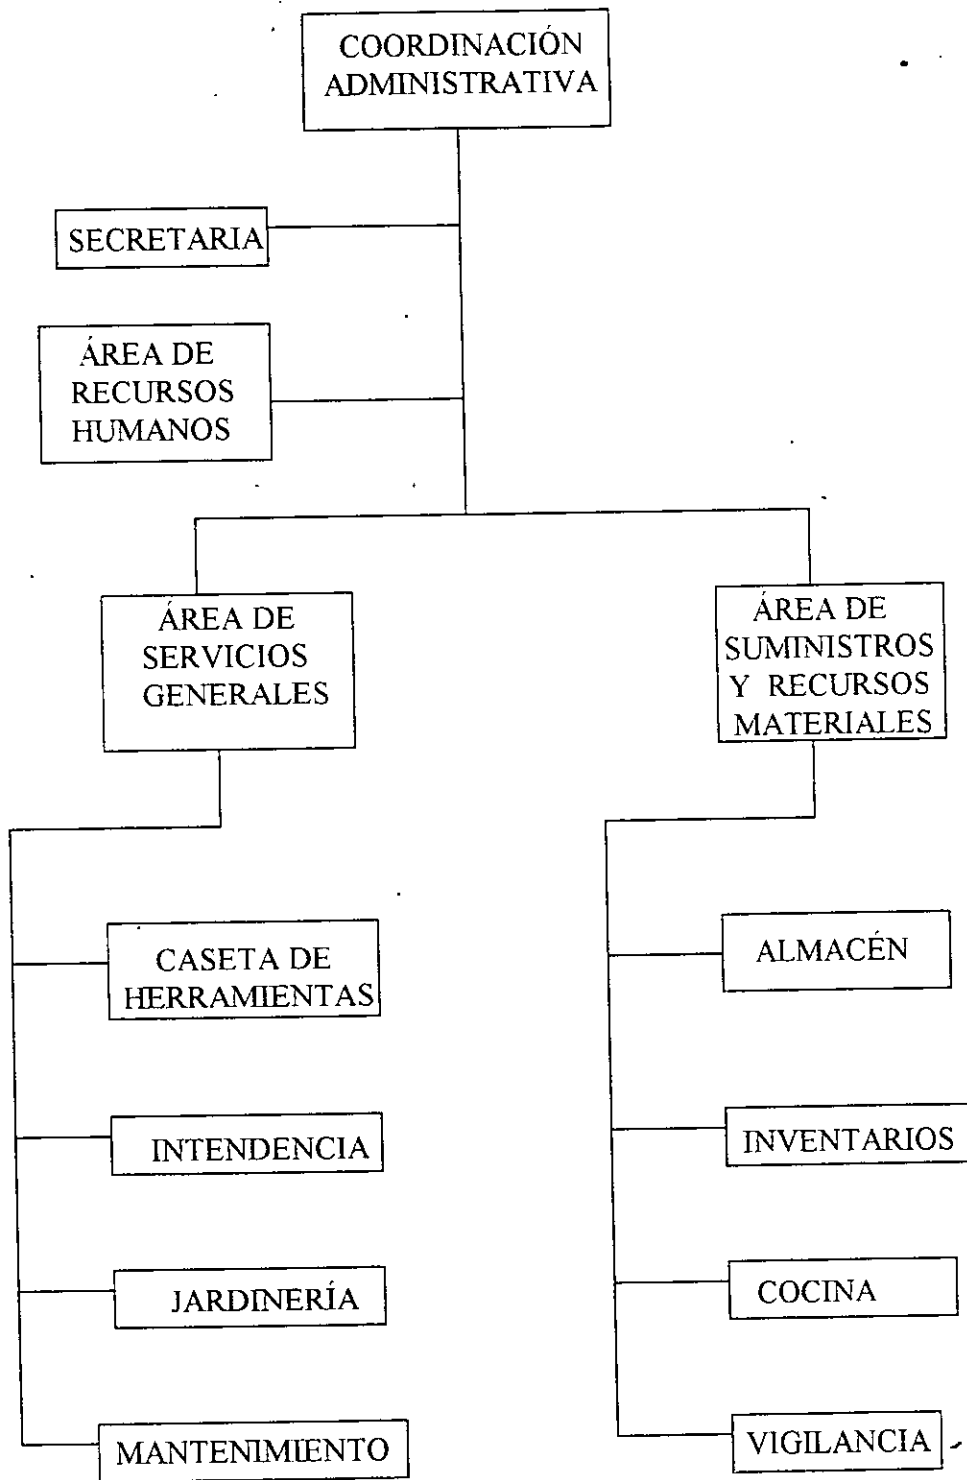 COORDINACIÓN
ADMINISTRATIVA
SECRETARIA
ÁREA DE
RECURSOS
HUMANOS
ÁREA DE
SERVICIOS
GENERALES
ÁREA DE
SUMINISTROS
Y RECURSOS
MATERIALES
CASETA DE
HERRAMIENTAS
INTENDENCIA
JARDINERÍA
MANTENIMIENTO
ALMACÉN
INVENTARIOS
COCINA
VIGILANCIA